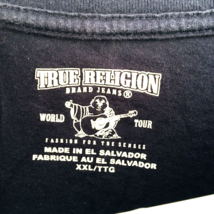 TRUE RELIGION
BRAND JEANS ®
WORLD TOUR
FASHION FOR THE SENSES
MADE IN EL SALVADOR
FABRIQUE AU EL SALVADOR
XXL/TTG